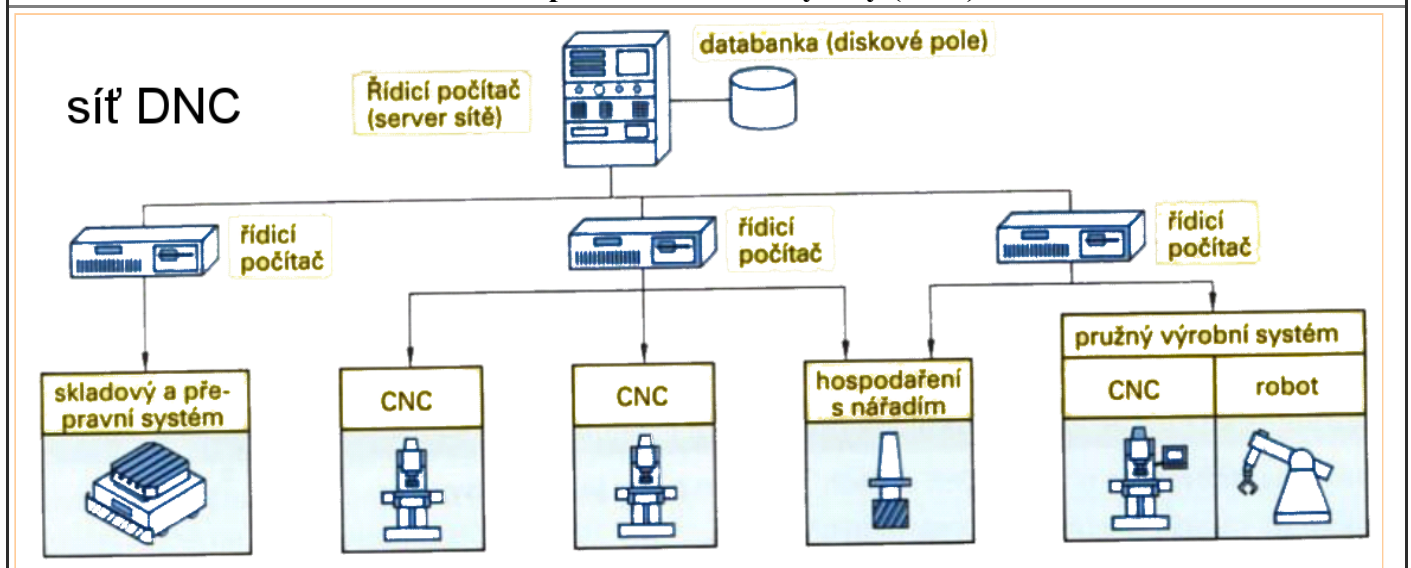 databanka (diskové pole)
síť DNC
Řídicí počítač
(server sítě)
řídicí
počítač
řídicí
počítač
řídicí
počítač
skladový a pře-
pravní systém
CNC
CNC
hospodaření
s nářadím
pružný výrobní systém
CNC
robot